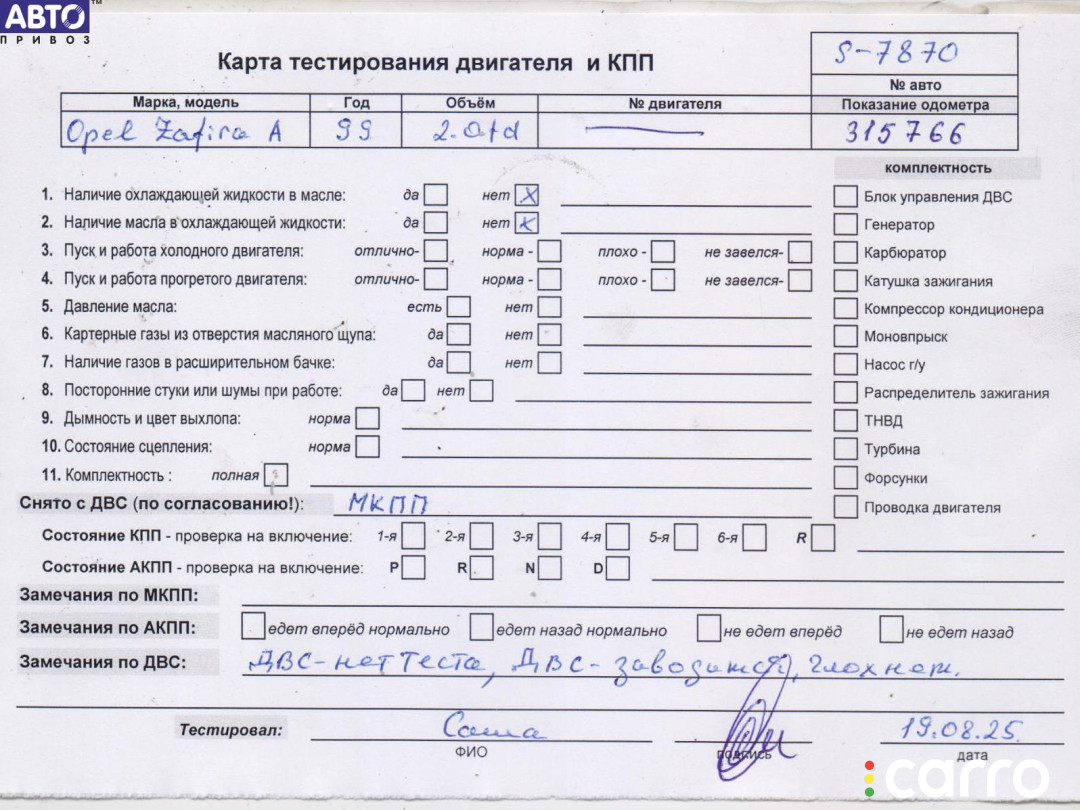 АВТО™
ПРИВОЗ
Карта тестирования двигателя и КПП
S-7870
№ авто
Марка, модель Год Объём № двигателя Показание одометра
Opel Zafira A 99 2.0td — 315766
комплектность
1. Наличие охлаждающей жидкости в масле: да нет X
2. Наличие масла в охлаждающей жидкости: да нет X
3. Пуск и работа холодного двигателя: отлично- норма - плохо - не завелся-
4. Пуск и работа прогретого двигателя: отлично- норма - плохо - не завелся-
5. Давление масла: есть нет
6. Картерные газы из отверстия масляного щупа: да нет
7. Наличие газов в расширительном бачке: да нет
8. Посторонние стуки или шумы при работе: да нет
9. Дымность и цвет выхлопа: норма
10. Состояние сцепления: норма
11. Комплектность : полная
Блок управления ДВС
Генератор
Карбюратор
Катушка зажигания
Компрессор кондиционера
Моновпрыск
Насос г/у
Распределитель зажигания
ТНВД
Турбина
Форсунки
Проводка двигателя
Снято с ДВС (по согласованию!): МКПП
Состояние КПП - проверка на включение: 1-я 2-я 3-я 4-я 5-я 6-я R
Состояние АКПП - проверка на включение: P R N D
Замечания по МКПП:
Замечания по АКПП: едет вперёд нормально едет назад нормально не едет вперёд не едет назад
Замечания по ДВС: ДВС-нет теста, ДВС-заводится, глохнет.
Тестировал: Саша 19.08.25.
ФИО подпись дата
carro